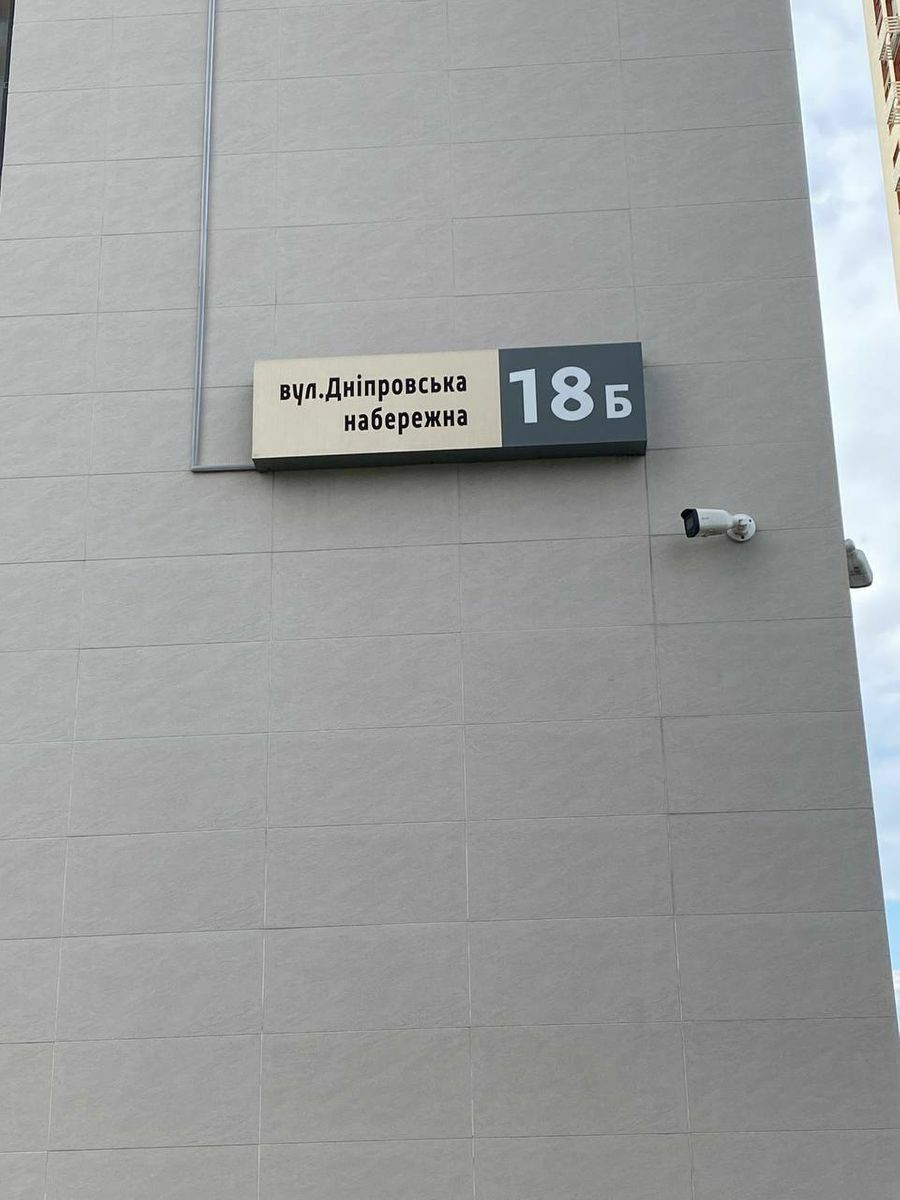 вул.Дніпровська
набережна
18 Б